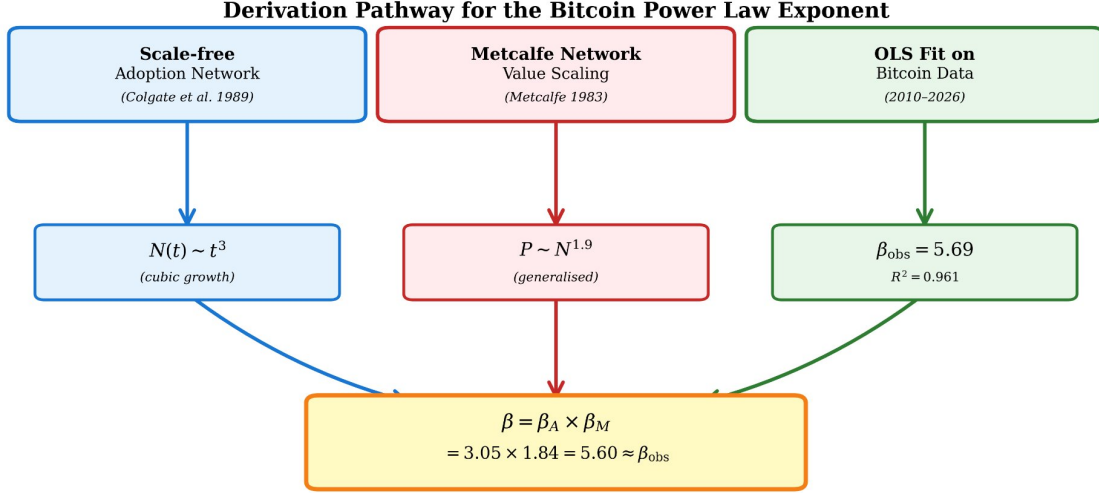 Derivation Pathway for the Bitcoin Power Law Exponent
Scale-free
Adoption Network
(Colgate et al. 1989)
Metcalfe Network
Value Scaling
(Metcalfe 1983)
OLS Fit on
Bitcoin Data
(2010–2026)
N(t) ~ t³
(cubic growth)
P ~ N¹·⁹
(generalised)
β_obs = 5.69
R² = 0.961
β = β_A × β_M
= 3.05 × 1.84 = 5.60 ≈ β_obs